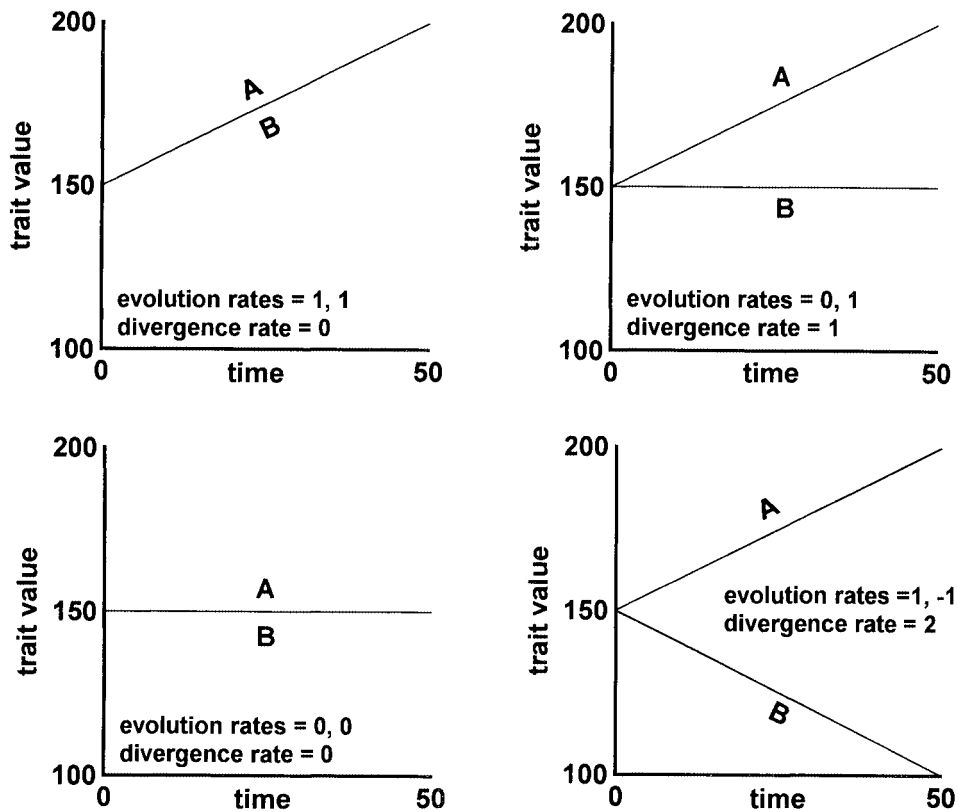 200
trait value
A
B
150
evolution rates = 1, 1
divergence rate = 0
100
0
time
50
200
trait value
A
150
B
evolution rates = 0, 1
divergence rate = 1
100
0
time
50
200
trait value
A
150
B
evolution rates = 0, 0
divergence rate = 0
100
0
time
50
200
trait value
A
150
evolution rates =1, -1
divergence rate = 2
B
100
0
time
50